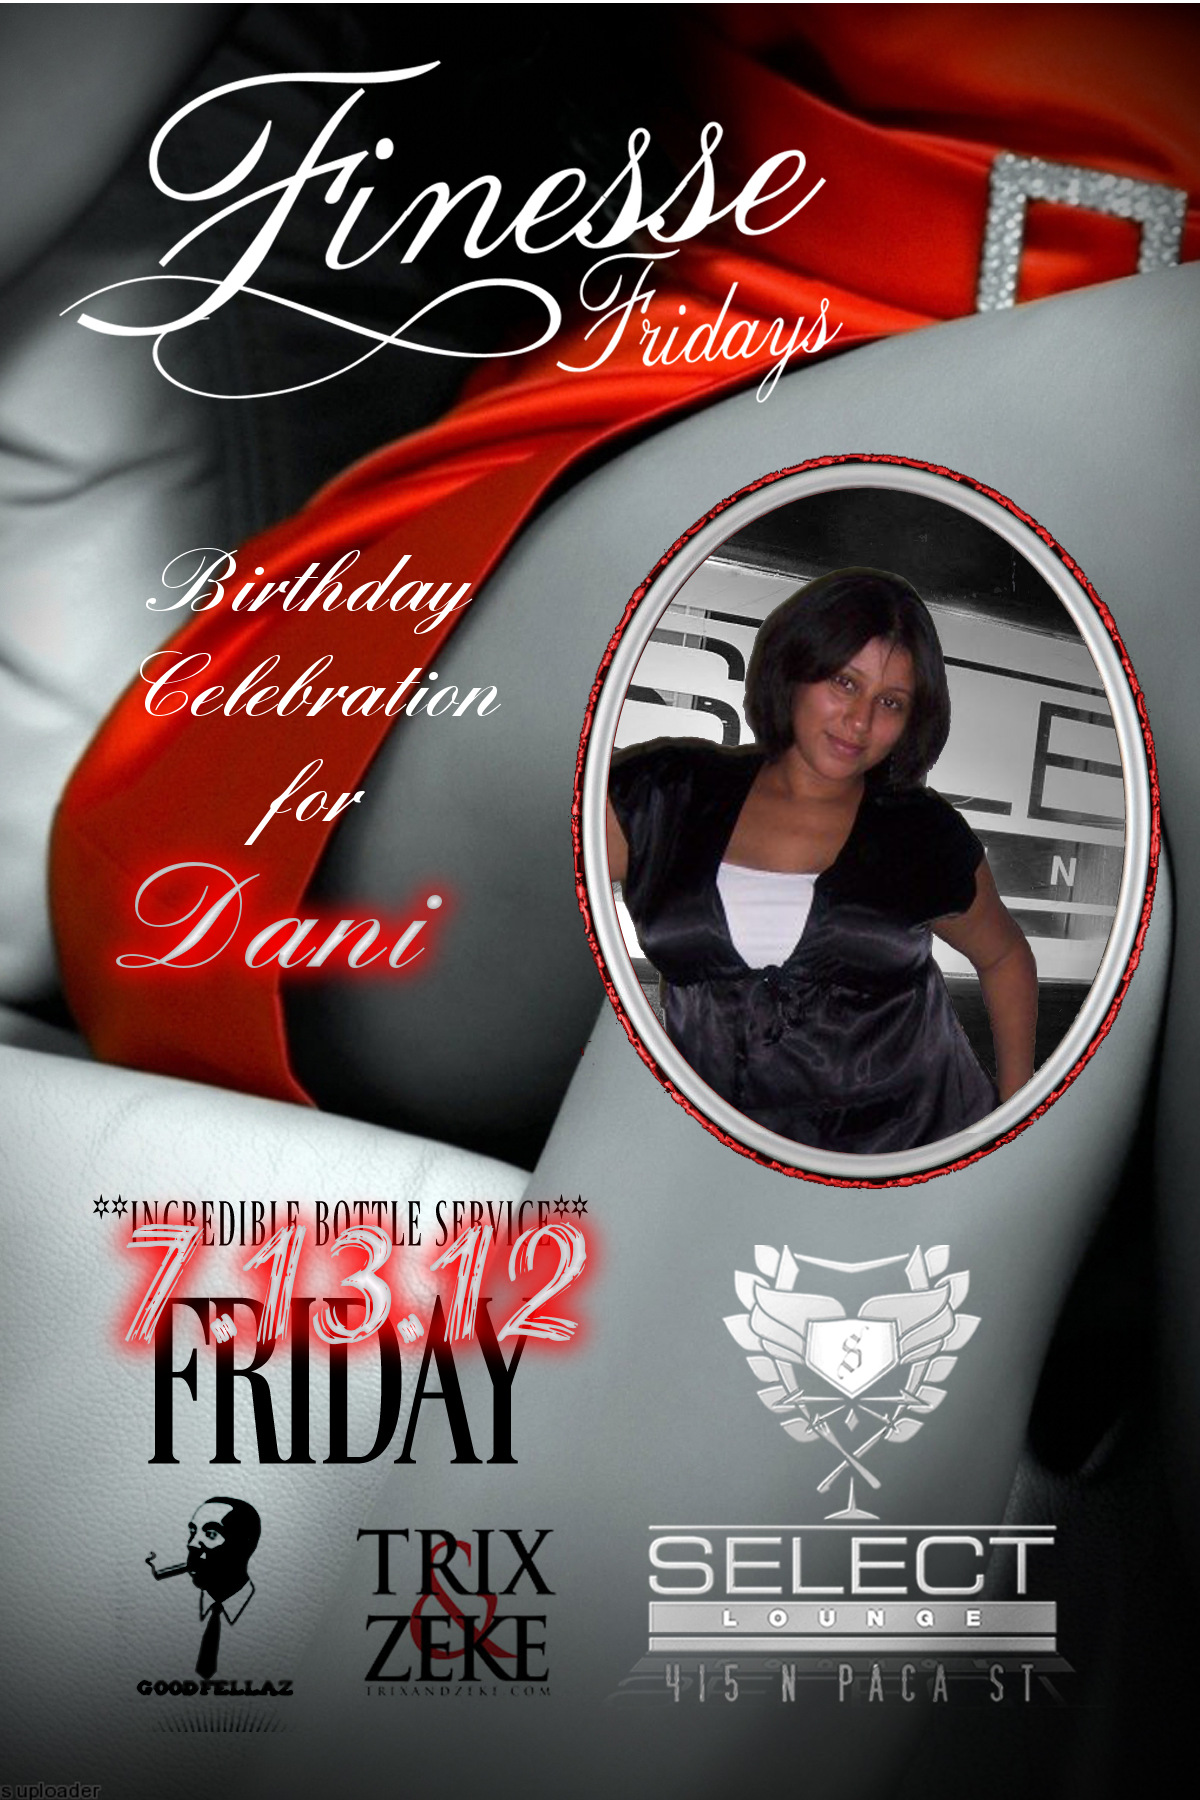 Finesse
Fridays
Birthday
Celebration
for
Dani
**INCREDIBLE BOTTLE SERVICE**
7.13.12
FRIDAY
S
SELECT
LOUNGE
415 N PACA ST
GOODFELLAZ
TRIX
&
ZEKE
TRIXANDZEKE.COM
N
s uploader